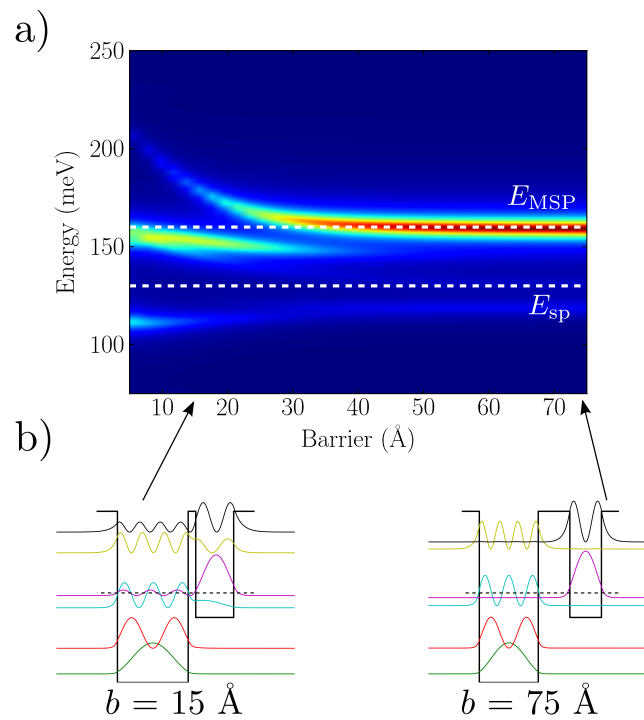 a)
250
200
150
100
Energy (meV)
E_MSP
E_sp
10 20 30 40 50 60 70
Barrier (Å)
b)
b = 15 Å
b = 75 Å